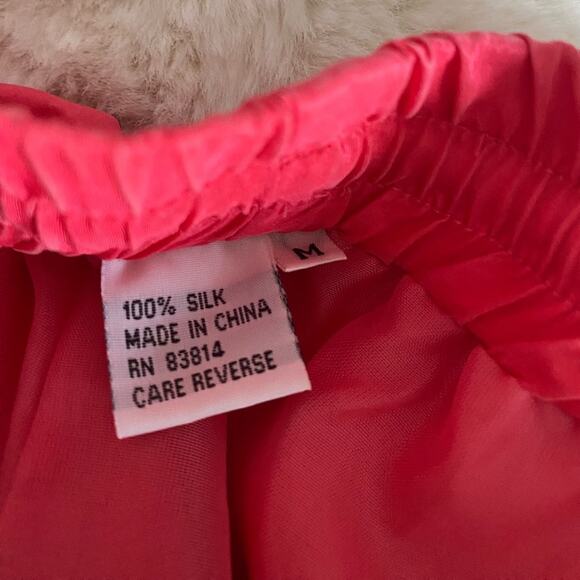 M
100% SILK
MADE IN CHINA
RN 83814
CARE REVERSE